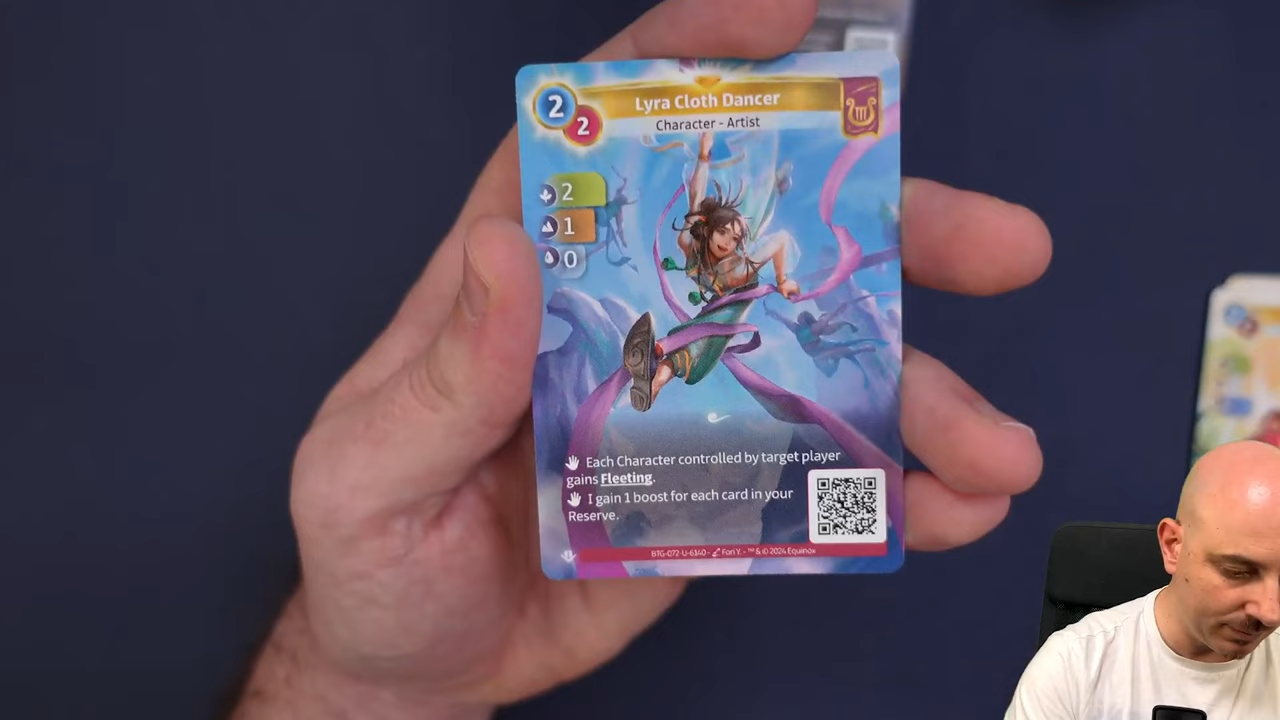 2
2
Lyra Cloth Dancer
Character - Artist
2
1
0
Each Character controlled by target player
gains Fleeting.
I gain 1 boost for each card in your
Reserve.
BTG-072-U-6140 - Fori Y. - ™ & © 2024 Equinox